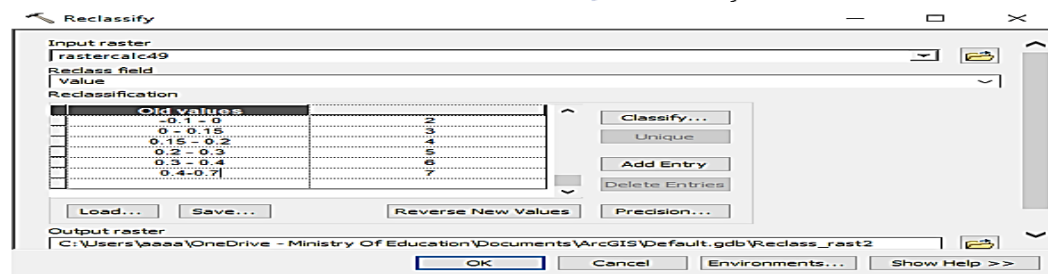 Reclassify
Input raster
rastercalc49
Reclass field
Value
Reclassification
Old values
-0.1 - 0 2
0 - 0.15 3
0.15 - 0.2 4
0.2 - 0.3 5
0.3 - 0.4 6
0.4-0.7 7
Classify...
Unique
Add Entry
Delete Entries
Load... Save... Reverse New Values Precision...
Output raster
C:\Users\aaaa\OneDrive - Ministry Of Education\Documents\ArcGIS\Default.gdb\Reclass_rast2
OK Cancel Environments... Show Help >>